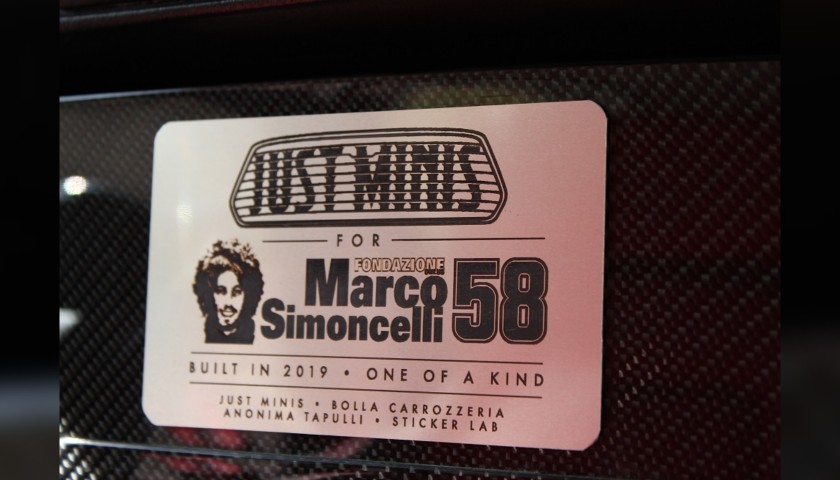 JUST MINIS
FOR
FONDAZIONE
Marco
Simoncelli 58
BUILT IN 2019 • ONE OF A KIND
JUST MINIS • BOLLA CARROZZERIA
ANONIMA TAPULLI • STICKER LAB